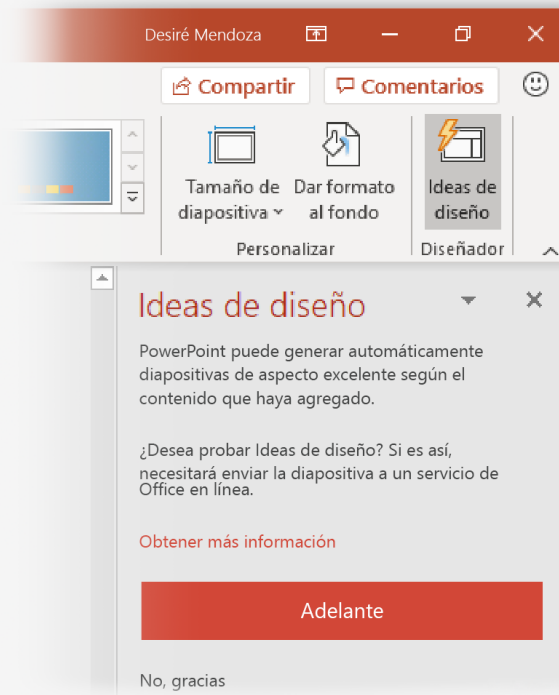 Desiré Mendoza
Compartir
Comentarios
Tamaño de
diapositiva
Dar formato
al fondo
Ideas de
diseño
Personalizar
Diseñador
Ideas de diseño
PowerPoint puede generar automáticamente
diapositivas de aspecto excelente según el
contenido que haya agregado.
¿Desea probar Ideas de diseño? Si es así,
necesitará enviar la diapositiva a un servicio de
Office en línea.
Obtener más información
Adelante
No, gracias